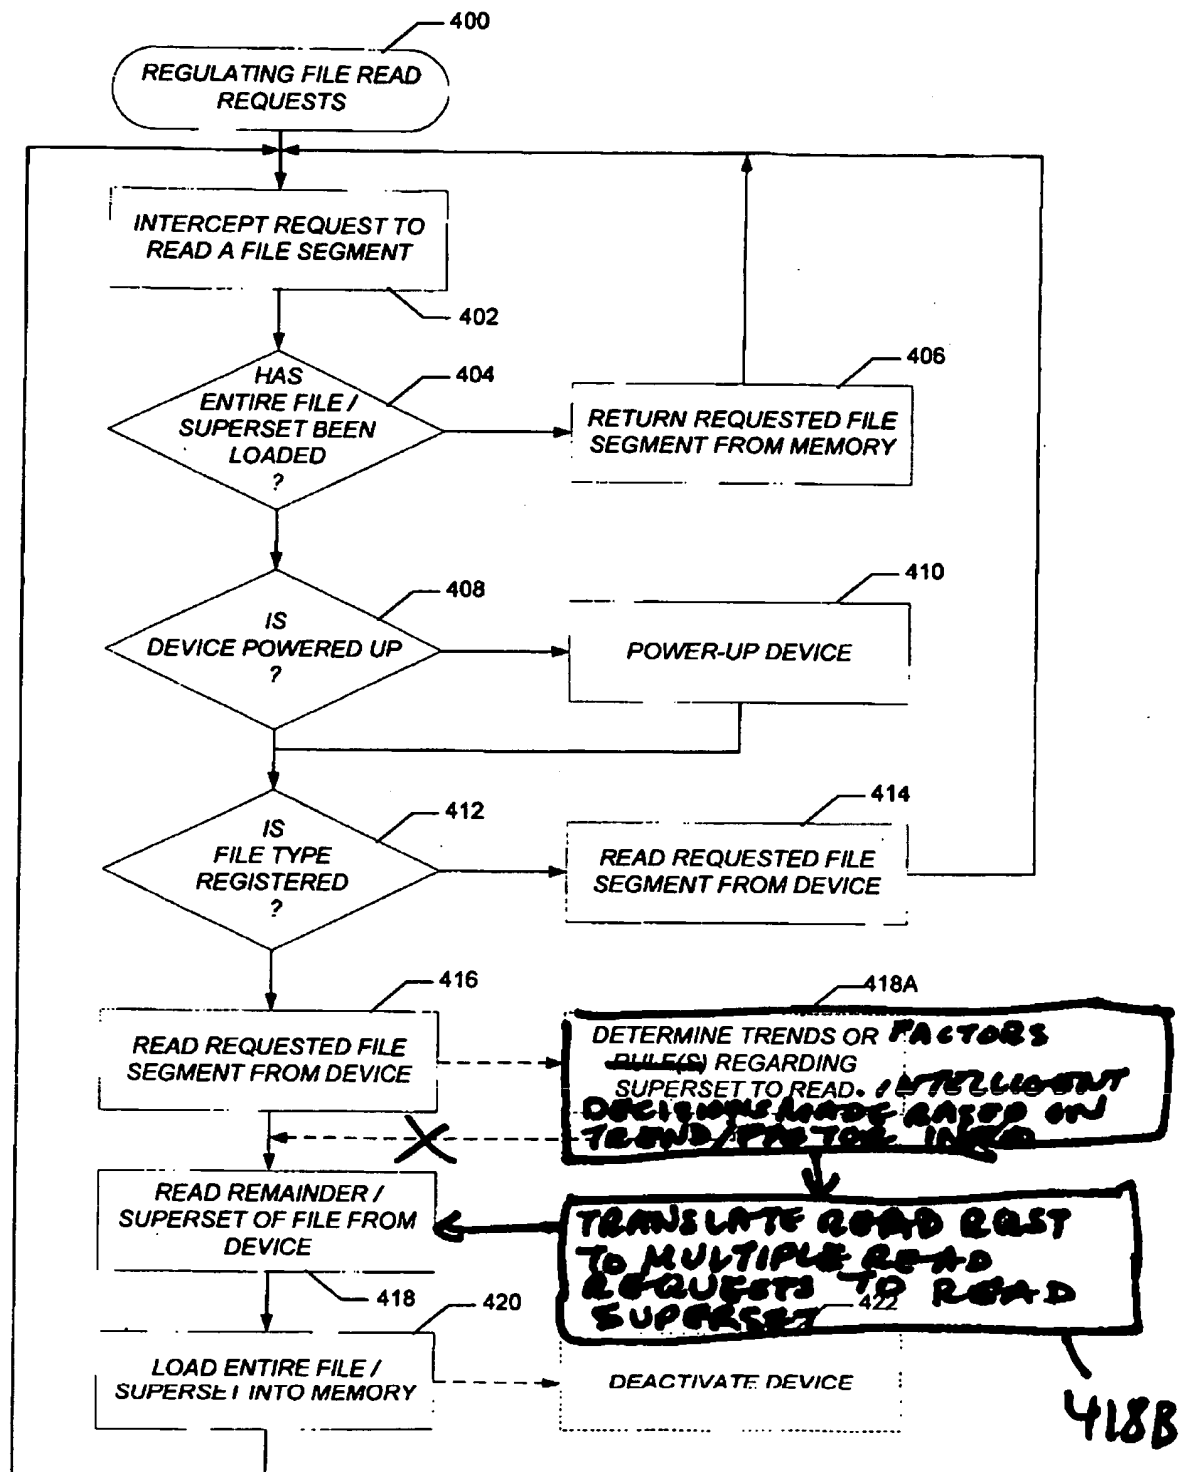 400
REGULATING FILE READ
REQUESTS
INTERCEPT REQUEST TO
READ A FILE SEGMENT
402
HAS
ENTIRE FILE /
SUPERSET BEEN
LOADED
?
404
406
RETURN REQUESTED FILE
SEGMENT FROM MEMORY
IS
DEVICE POWERED UP
?
408
410
POWER-UP DEVICE
IS
FILE TYPE
REGISTERED
?
412
414
READ REQUESTED FILE
SEGMENT FROM DEVICE
416
READ REQUESTED FILE
SEGMENT FROM DEVICE
418A
DETERMINE TRENDS OR FACTORS
RULE(S) REGARDING
SUPERSET TO READ. INTELLIGENT
DECISIONS MADE BASED ON
TREND/FACTOR
READ REMAINDER /
SUPERSET OF FILE FROM
DEVICE
418
TRANSLATE READ RQST
TO MULTIPLE READ
REQUESTS TO READ
SUPERSET
422
418B
420
LOAD ENTIRE FILE /
SUPERSET INTO MEMORY
DEACTIVATE DEVICE